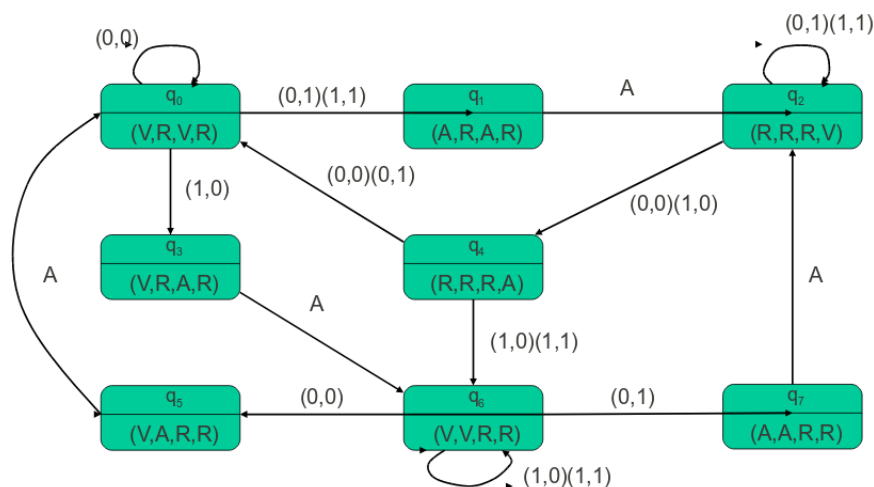 (0,0)
(0,1)(1,1)
q0
(0,1)(1,1)
q1
A
q2
(V,R,V,R)
(A,R,A,R)
(R,R,R,V)
(1,0)
(0,0)(0,1)
(0,0)(1,0)
q3
q4
(V,R,A,R)
(R,R,R,A)
A
A
A
(1,0)(1,1)
q5
(0,0)
q6
(0,1)
q7
(V,A,R,R)
(V,V,R,R)
(A,A,R,R)
(1,0)(1,1)